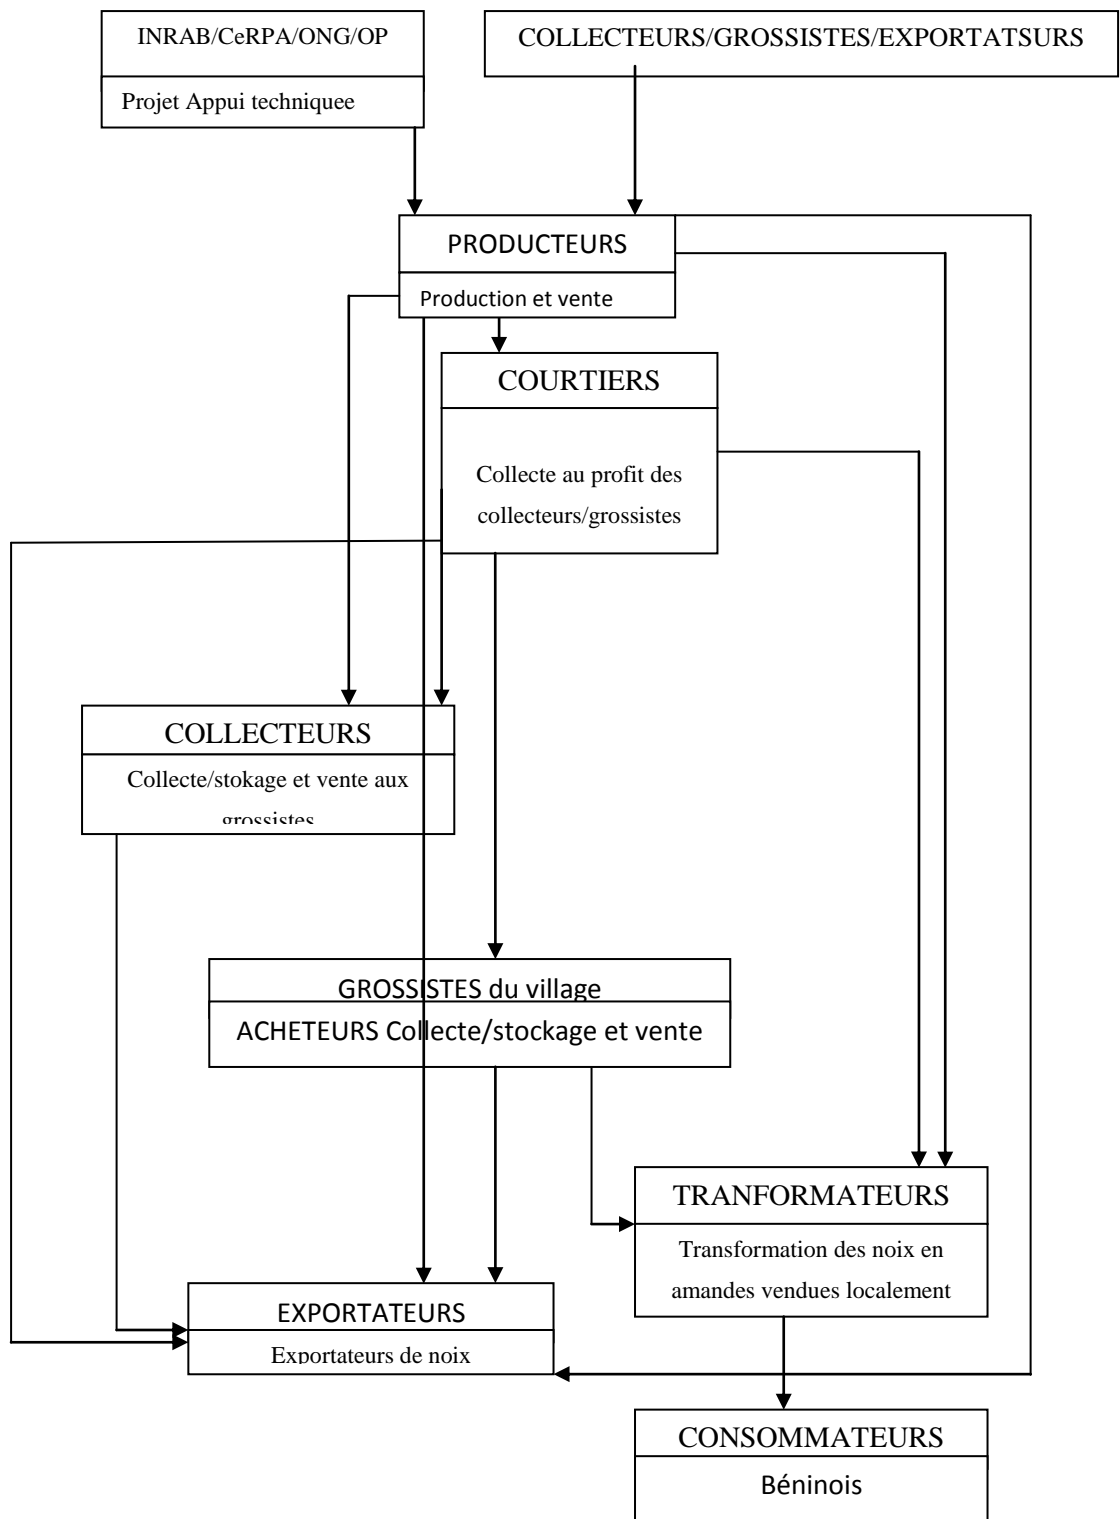 INRAB/CeRPA/ONG/OP
Projet Appui techniquee
COLLECTEURS/GROSSISTES/EXPORTATSURS
PRODUCTEURS
Production et vente
COURTIERS
Collecte au profit des
collecteurs/grossistes
COLLECTEURS
Collecte/stokage et vente aux
grossistes
GROSSISTES du village
ACHETEURS Collecte/stockage et vente
TRANFORMATEURS
Transformation des noix en
amandes vendues localement
EXPORTATEURS
Exportateurs de noix
CONSOMMATEURS
Béninois